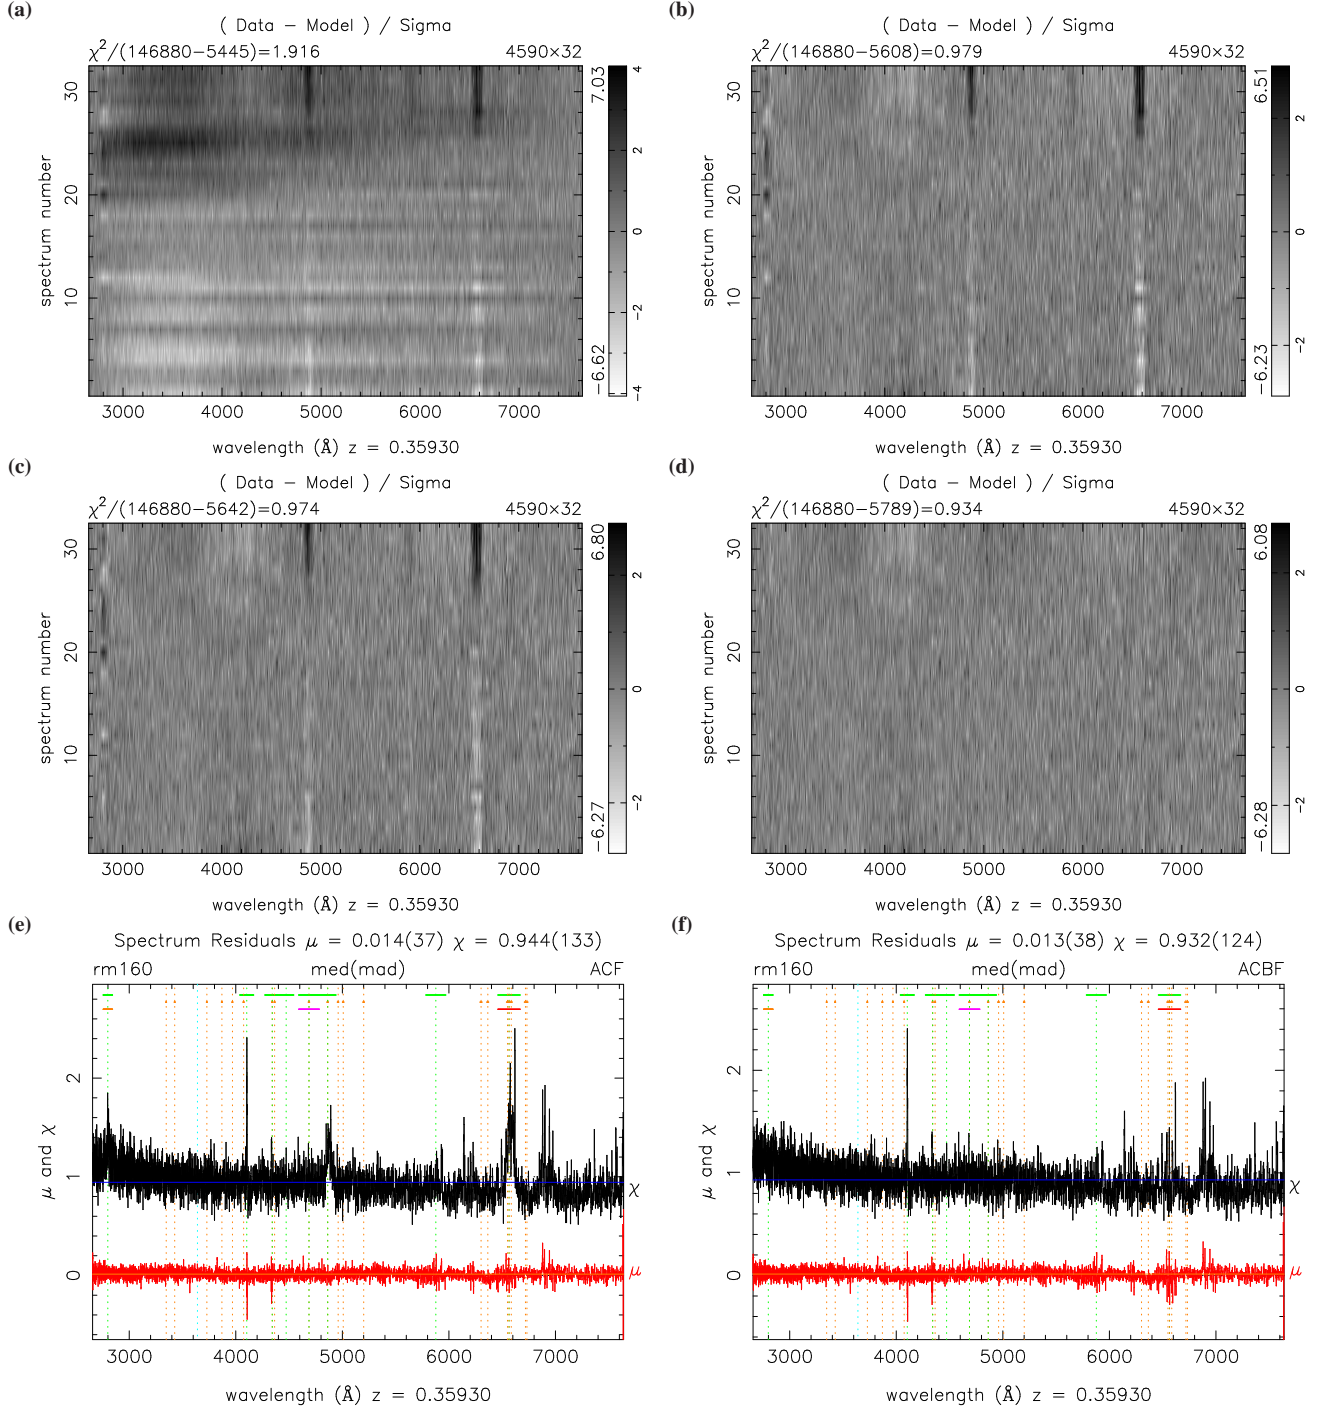 (a)
( Data − Model ) / Sigma
χ²/(146880−5445)=1.916 4590×32
spectrum number
10 20 30
3000 4000 5000 6000 7000
wavelength (Å) z = 0.35930
−6.62 7.03
−4 −2 0 2 4
(b)
( Data − Model ) / Sigma
χ²/(146880−5608)=0.979 4590×32
spectrum number
10 20 30
3000 4000 5000 6000 7000
wavelength (Å) z = 0.35930
−6.23 6.51
−2 0 2
(c)
( Data − Model ) / Sigma
χ²/(146880−5642)=0.974 4590×32
spectrum number
10 20 30
3000 4000 5000 6000 7000
wavelength (Å) z = 0.35930
−6.27 6.80
−2 0 2
(d)
( Data − Model ) / Sigma
χ²/(146880−5789)=0.934 4590×32
spectrum number
10 20 30
3000 4000 5000 6000 7000
wavelength (Å) z = 0.35930
−6.28 6.08
−2 0 2
(e)
Spectrum Residuals μ = 0.014(37) χ = 0.944(133)
rm160 med(mad) ACF
μ and χ
0 1 2
χ
μ
3000 4000 5000 6000 7000
wavelength (Å) z = 0.35930
(f)
Spectrum Residuals μ = 0.013(38) χ = 0.932(124)
rm160 med(mad) ACBF
μ and χ
0 1 2
χ
μ
3000 4000 5000 6000 7000
wavelength (Å) z = 0.35930